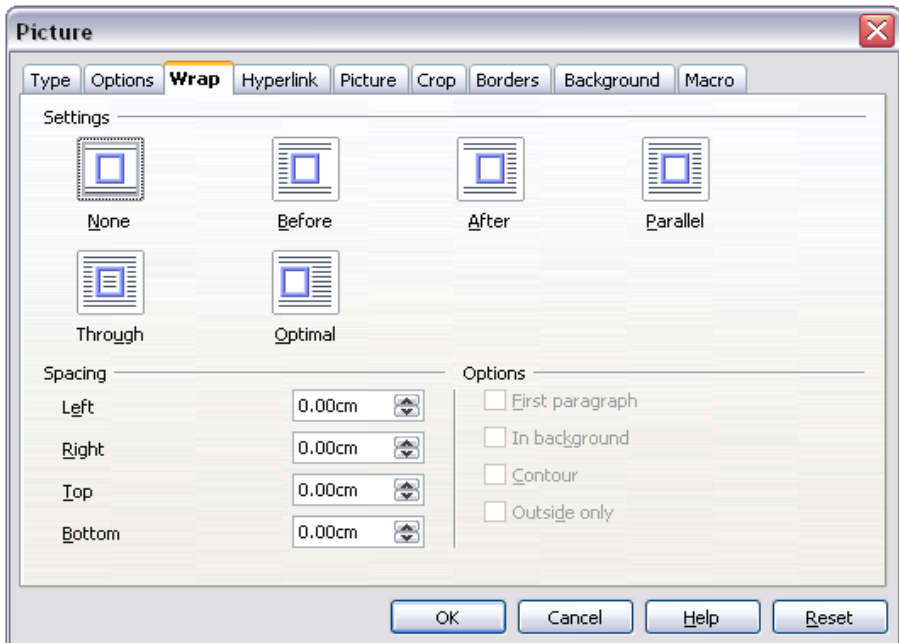 Picture
Type Options Wrap Hyperlink Picture Crop Borders Background Macro
Settings
None Before After Parallel
Through Optimal
Spacing
Left 0.00cm
Right 0.00cm
Top 0.00cm
Bottom 0.00cm
Options
First paragraph
In background
Contour
Outside only
OK Cancel Help Reset